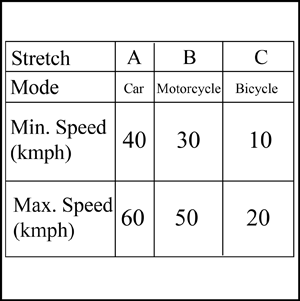 Stretch A B C
Mode Car Motorcycle Bicycle
Min. Speed
(kmph) 40 30 10
Max. Speed
(kmph) 60 50 20